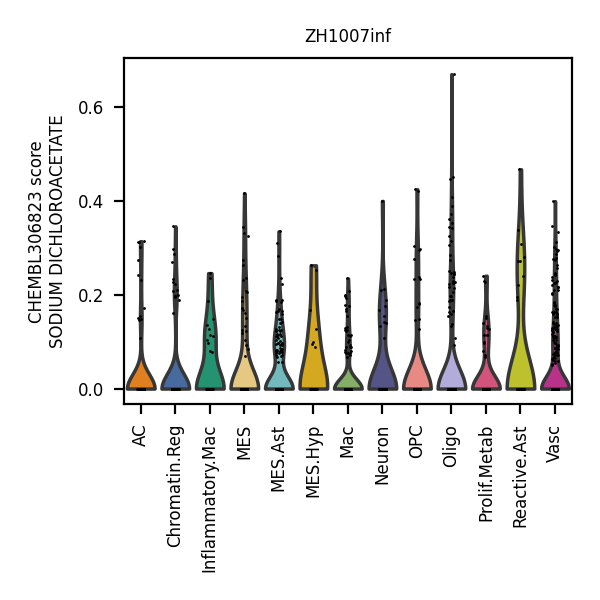 ZH1007inf
CHEMBL306823 score
SODIUM DICHLOROACETATE
0.6
0.4
0.2
0.0
AC
Chromatin.Reg
Inflammatory.Mac
MES
MES.Ast
MES.Hyp
Mac
Neuron
OPC
Oligo
Prolif.Metab
Reactive.Ast
Vasc